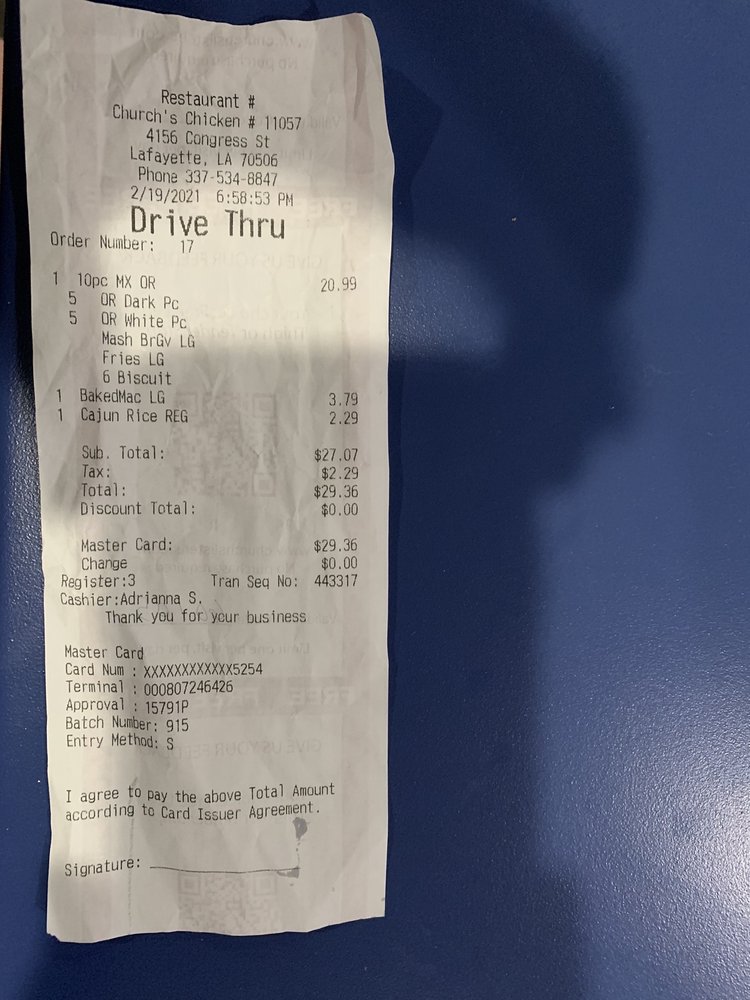 Restaurant #
Church's Chicken # 11057
4156 Congress St
Lafayette, LA 70506
Phone 337-534-8847
2/19/2021 6:58:53 PM
Drive Thru
Order Number: 17
1 10pc MX OR 20.99
5 OR Dark Pc
5 OR White Pc
Mash BrGv LG
Fries LG
6 Biscuit
1 BakedMac LG 3.79
1 Cajun Rice REG 2.29
Sub. Total: $27.07
Tax: $2.29
Total: $29.36
Discount Total: $0.00
Master Card: $29.36
Change $0.00
Register:3 Tran Seq No: 443317
Cashier:Adrianna S.
Thank you for your business
Master Card
Card Num : XXXXXXXXXXXX5254
Terminal : 000807246426
Approval : 15791P
Batch Number: 915
Entry Method: S
I agree to pay the above Total Amount
according to Card Issuer Agreement.
Signature: